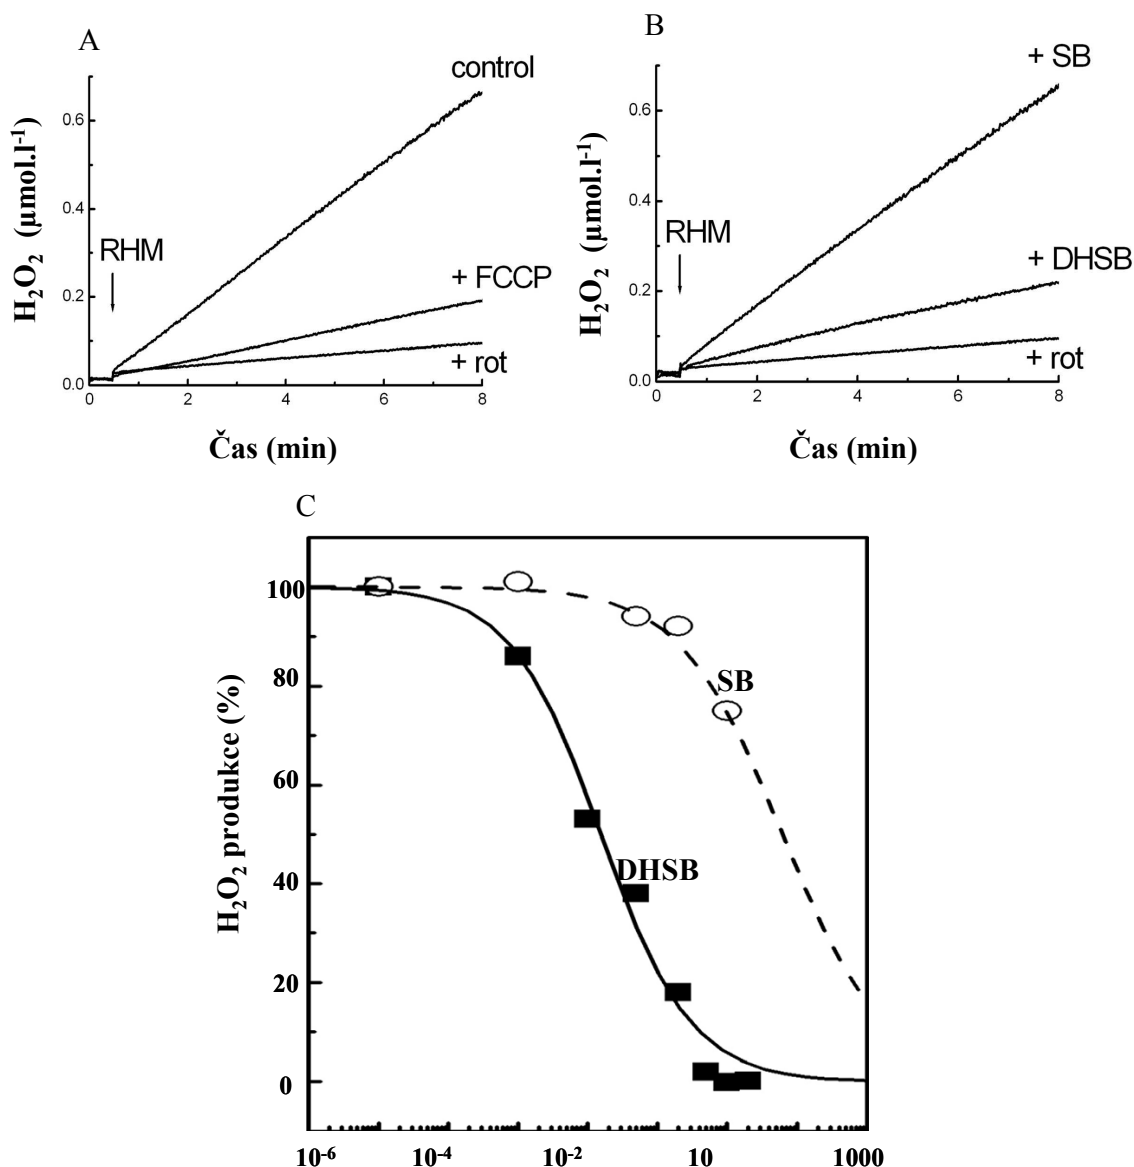 A
control
H₂O₂ (µmol.l⁻¹)
0.6
0.4
0.2
0.0
RHM
+ FCCP
+ rot
0 2 4 6 8
Čas (min)
B
+ SB
H₂O₂ (µmol.l⁻¹)
0.6
0.4
0.2
0.0
RHM
+ DHSB
+ rot
0 2 4 6 8
Čas (min)
C
H₂O₂ produkce (%)
100
80
60
40
20
0
SB
DHSB
10⁻⁶ 10⁻⁴ 10⁻² 10 1000